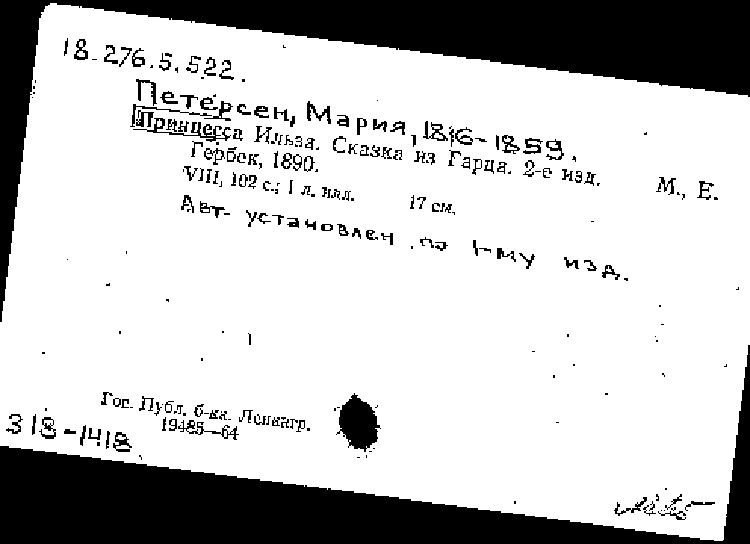 18.276.5.522.
Петерсен, Мария, 1816-1859.
Принцесса Ильза. Сказка из Гарца. 2-е изд. М., Е.
Гербек, 1890.
VIII, 102 с.; 1 л. илл. 17 см.
Авт. установлен по 1-му изд.
Гос. Публ. б-ка. Ленингр.
19485—64
318-1418